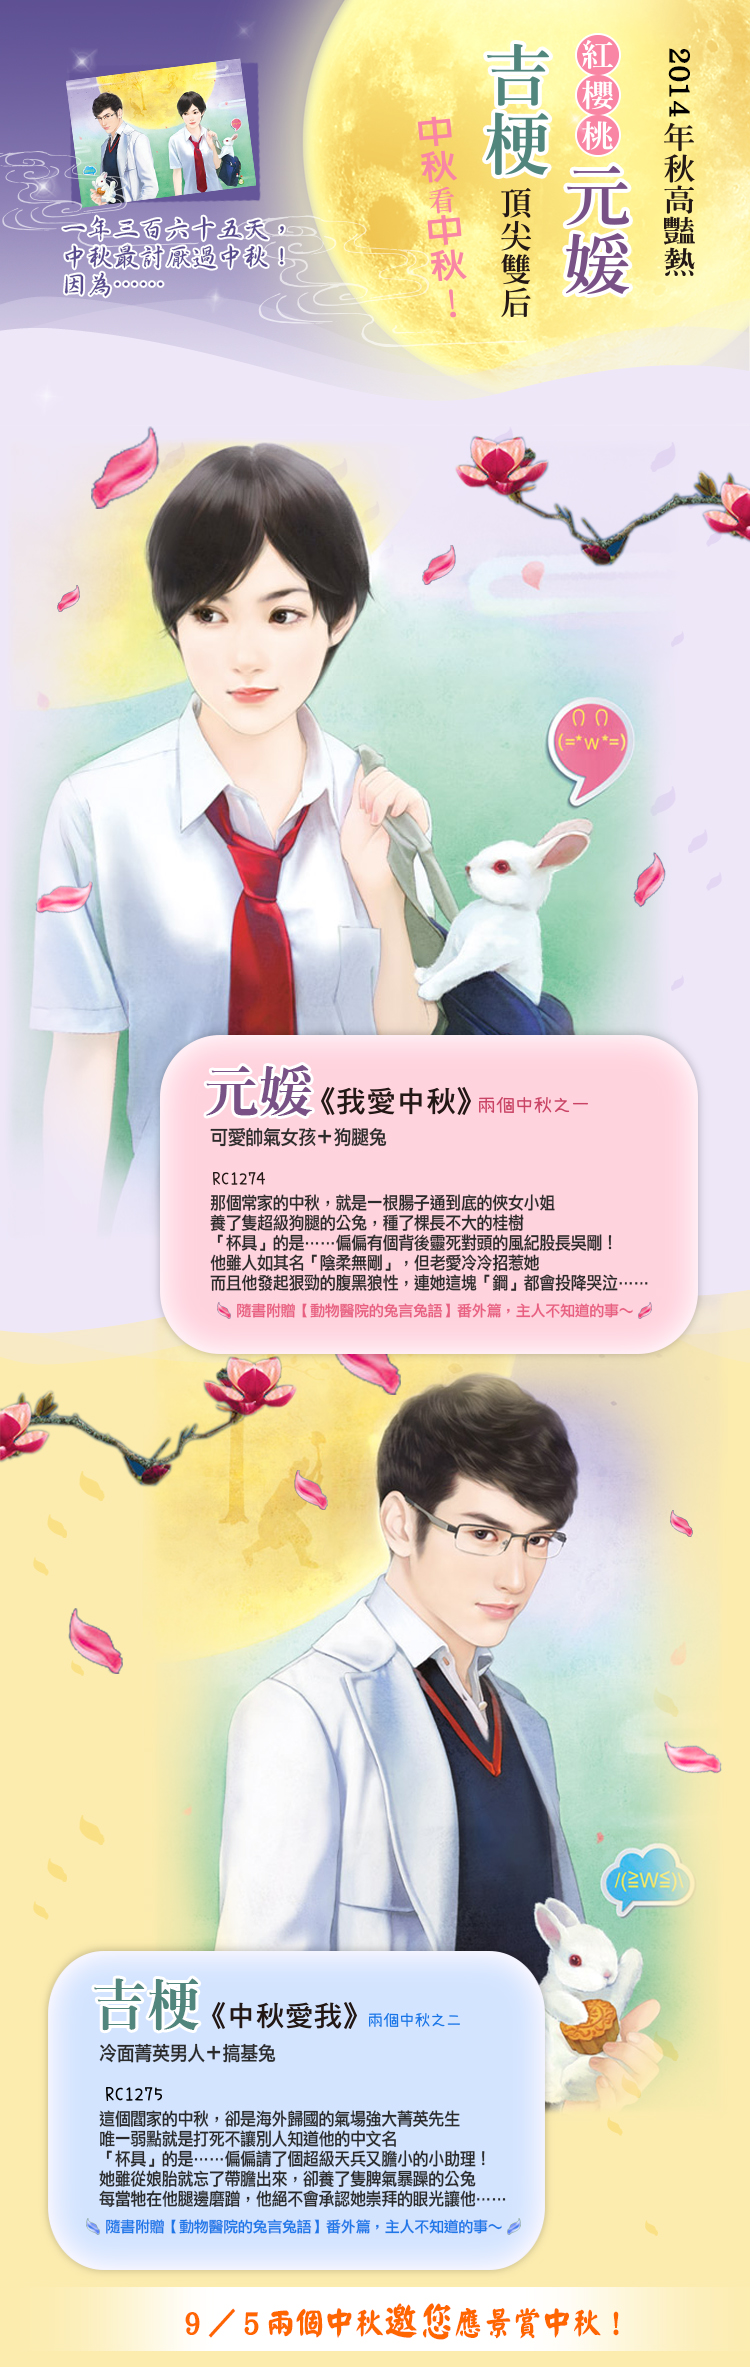 2014年秋高豔熱
紅櫻桃 元媛
吉梗 頂尖雙后
中秋看中秋！
一年三百六十五天，
中秋最討厭過中秋！
因為……
(=*w*=)
元媛《我愛中秋》兩個中秋之一
可愛帥氣女孩＋狗腿兔
RC1274
那個常家的中秋，就是一根腸子通到底的俠女小姐
養了隻超級狗腿的公兔，種了棵長不大的桂樹
「杯具」的是……偏偏有個背後靈死對頭的風紀股長吳剛！
他雖人如其名「陰柔無剛」，但老愛冷冷招惹她
而且他發起狠勁的腹黑狼性，連她這塊「鋼」都會投降哭泣……
隨書附贈【動物醫院的兔言兔語】番外篇，主人不知道的事～
/(≧W≦)\
吉梗《中秋愛我》兩個中秋之二
冷面菁英男人＋搞基兔
RC1275
這個閻家的中秋，卻是海外歸國的氣場強大菁英先生
唯一弱點就是打死不讓別人知道他的中文名
「杯具」的是……偏偏請了個超級天兵又膽小的小助理！
她雖從娘胎就忘了帶膽出來，卻養了隻脾氣暴躁的公兔
每當牠在他腿邊磨蹭，他絕不會承認她崇拜的眼光讓他……
隨書附贈【動物醫院的兔言兔語】番外篇，主人不知道的事～
9／5兩個中秋邀您應景賞中秋！